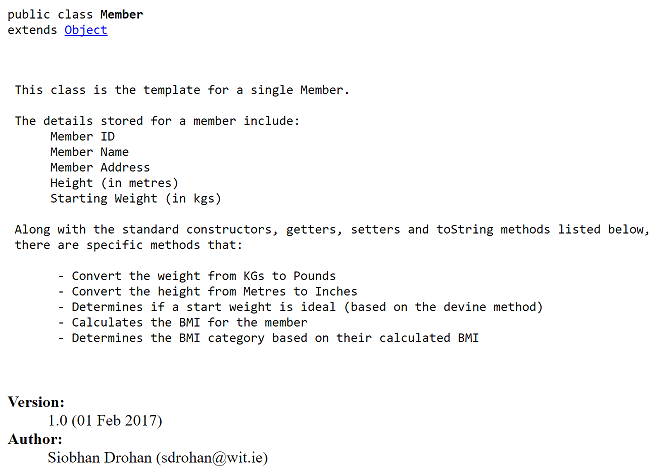 public class Member
extends Object
This class is the template for a single Member.
The details stored for a member include:
Member ID
Member Name
Member Address
Height (in metres)
Starting Weight (in kgs)
Along with the standard constructors, getters, setters and toString methods listed below,
there are specific methods that:
- Convert the weight from KGs to Pounds
- Convert the height from Metres to Inches
- Determines if a start weight is ideal (based on the devine method)
- Calculates the BMI for the member
- Determines the BMI category based on their calculated BMI
Version:
1.0 (01 Feb 2017)
Author:
Siobhan Drohan (sdrohan@wit.ie)